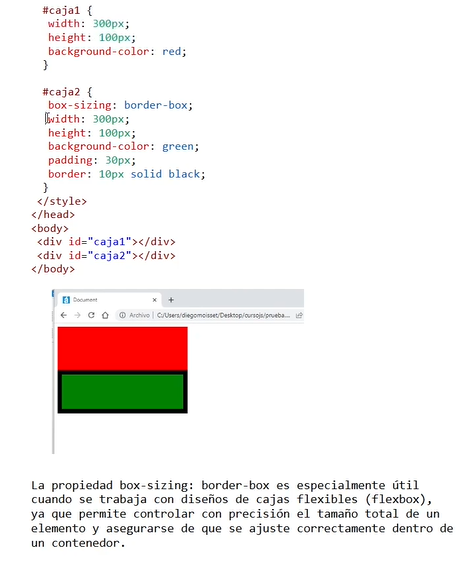 #caja1 {
width: 300px;
height: 100px;
background-color: red;
}
#caja2 {
box-sizing: border-box;
width: 300px;
height: 100px;
background-color: green;
padding: 30px;
border: 10px solid black;
}
</style>
</head>
<body>
<div id="caja1"></div>
<div id="caja2"></div>
</body>
Document × +
Archivo | C:/Users/diegomoisset/Desktop/cursojs/prueba...
La propiedad box-sizing: border-box es especialmente útil
cuando se trabaja con diseños de cajas flexibles (flexbox),
ya que permite controlar con precisión el tamaño total de un
elemento y asegurarse de que se ajuste correctamente dentro de
un contenedor.